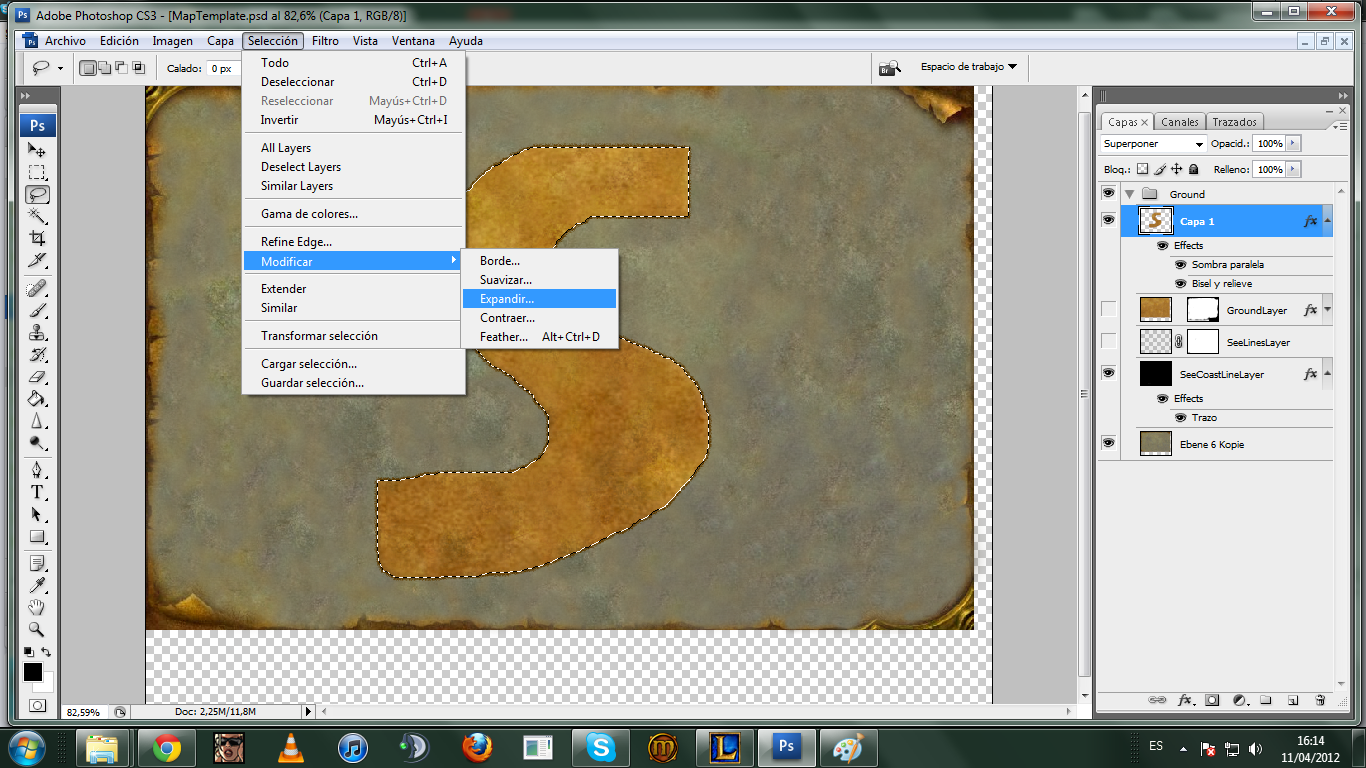 Adobe Photoshop CS3 - [MapTemplate.psd al 82,6% (Capa 1, RGB/8)]
Archivo Edición Imagen Capa Selección Filtro Vista Ventana Ayuda
Calado: 0 px
Espacio de trabajo
Todo Ctrl+A
Deseleccionar Ctrl+D
Reseleccionar Mayús+Ctrl+D
Invertir Mayús+Ctrl+I
All Layers
Deselect Layers
Similar Layers
Gama de colores...
Refine Edge...
Modificar
Extender
Similar
Transformar selección
Cargar selección...
Guardar selección...
Borde...
Suavizar...
Expandir...
Contraer...
Feather... Alt+Ctrl+D
Ps
S
Capas Canales Trazados
Superponer Opacid.: 100%
Bloq.: Relleno: 100%
Ground
Capa 1 fx
Effects
Sombra paralela
Bisel y relieve
GroundLayer fx
SeeLinesLayer
SeeCoastLineLayer fx
Effects
Trazo
Ebene 6 Kopie
82,59% Doc: 2,25M/11,8M
ES
16:14
11/04/2012